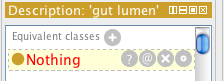 Description: 'gut lumen'
Equivalent classes
Nothing